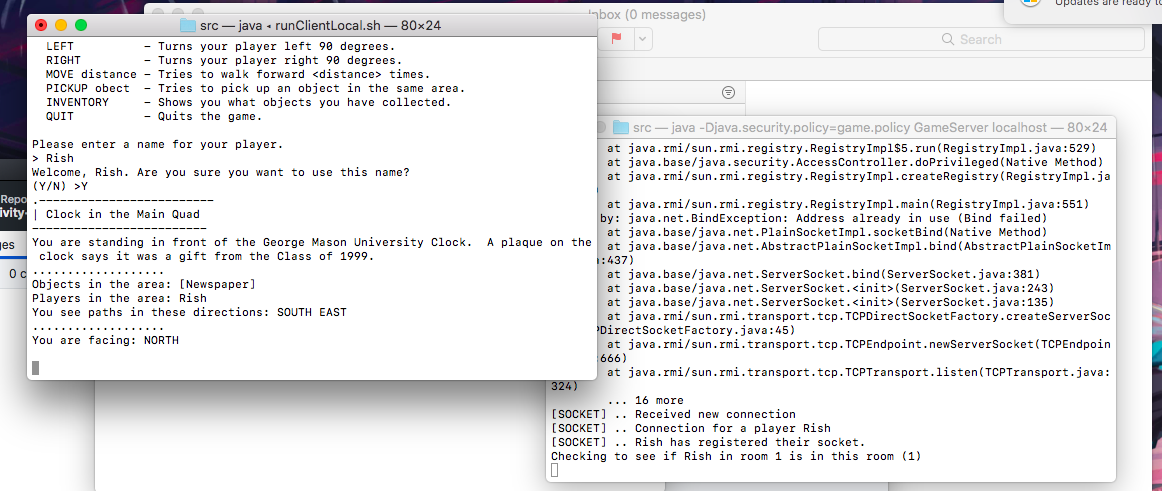 Updates are ready to
Inbox (0 messages)
Search
src — java ◂ runClientLocal.sh — 80×24
LEFT          – Turns your player left 90 degrees.
RIGHT         – Turns your player right 90 degrees.
MOVE distance – Tries to walk forward <distance> times.
PICKUP obect  – Tries to pick up an object in the same area.
INVENTORY     – Shows you what objects you have collected.
QUIT          – Quits the game.
Please enter a name for your player.
> Rish
Welcome, Rish. Are you sure you want to use this name?
(Y/N) >Y
.-------------------------
| Clock in the Main Quad
-------------------------
You are standing in front of the George Mason University Clock.  A plaque on the
clock says it was a gift from the Class of 1999.
...................
Objects in the area: [Newspaper]
Players in the area: Rish
You see paths in these directions: SOUTH EAST
...................
You are facing: NORTH
Repo
ivity-
ges
0 c
src — java -Djava.security.policy=game.policy GameServer localhost — 80×24
at java.rmi/sun.rmi.registry.RegistryImpl$5.run(RegistryImpl.java:529)
at java.base/java.security.AccessController.doPrivileged(Native Method)
at java.rmi/sun.rmi.registry.RegistryImpl.createRegistry(RegistryImpl.ja
)
at java.rmi/sun.rmi.registry.RegistryImpl.main(RegistryImpl.java:551)
by: java.net.BindException: Address already in use (Bind failed)
at java.base/java.net.PlainSocketImpl.socketBind(Native Method)
at java.base/java.net.AbstractPlainSocketImpl.bind(AbstractPlainSocketIm
a:437)
at java.base/java.net.ServerSocket.bind(ServerSocket.java:381)
at java.base/java.net.ServerSocket.<init>(ServerSocket.java:243)
at java.base/java.net.ServerSocket.<init>(ServerSocket.java:135)
at java.rmi/sun.rmi.transport.tcp.TCPDirectSocketFactory.createServerSoc
PDirectSocketFactory.java:45)
at java.rmi/sun.rmi.transport.tcp.TCPEndpoint.newServerSocket(TCPEndpoin
:666)
at java.rmi/sun.rmi.transport.tcp.TCPTransport.listen(TCPTransport.java:
324)
... 16 more
[SOCKET] .. Received new connection
[SOCKET] .. Connection for a player Rish
[SOCKET] .. Rish has registered their socket.
Checking to see if Rish in room 1 is in this room (1)